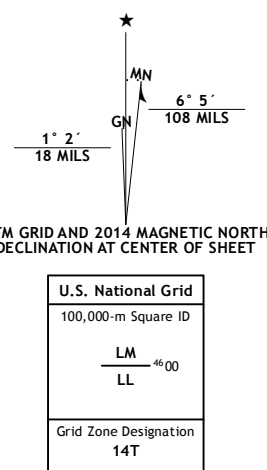 ★
MN
GN
1° 2´
18 MILS
6° 5´
108 MILS
TM GRID AND 2014 MAGNETIC NORTH
DECLINATION AT CENTER OF SHEET
U.S. National Grid
100,000-m Square ID
LM
4600
LL
Grid Zone Designation
14T